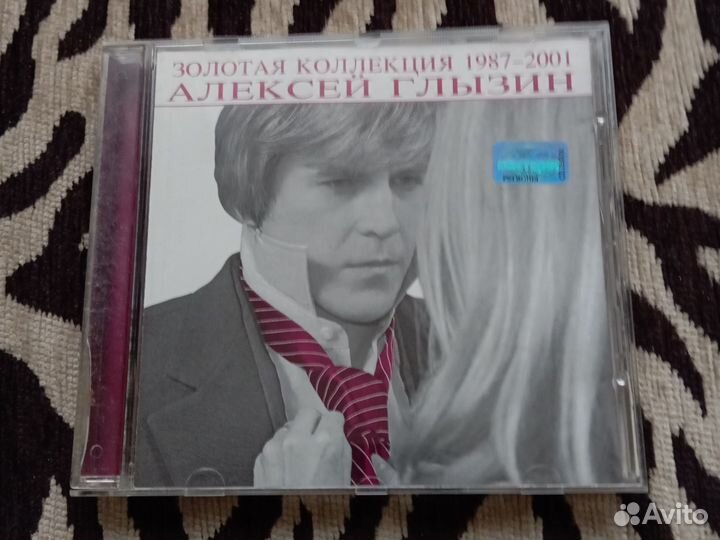 ЗОЛОТАЯ КОЛЛЕКЦИЯ 1987-2001
АЛЕКСЕЙ ГЛЫЗИН
Avito